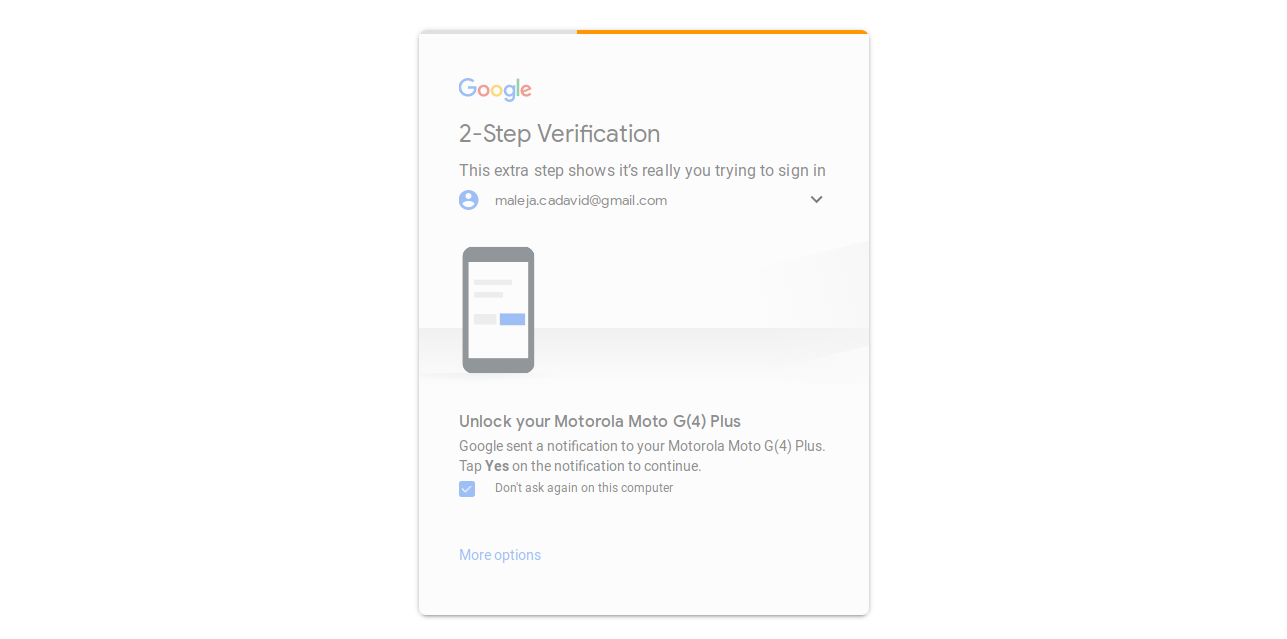 Google
2-Step Verification
This extra step shows it’s really you trying to sign in
maleja.cadavid@gmail.com
Unlock your Motorola Moto G(4) Plus
Google sent a notification to your Motorola Moto G(4) Plus.
Tap Yes on the notification to continue.
Don't ask again on this computer
More options